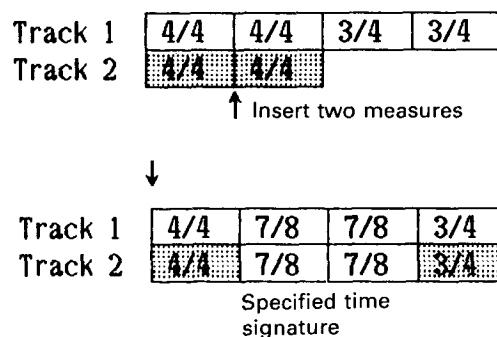 Track 1 4/4 4/4 3/4 3/4
Track 2 4/4 4/4
↑ Insert two measures
↓
Track 1 4/4 7/8 7/8 3/4
Track 2 4/4 7/8 7/8 3/4
Specified time
signature